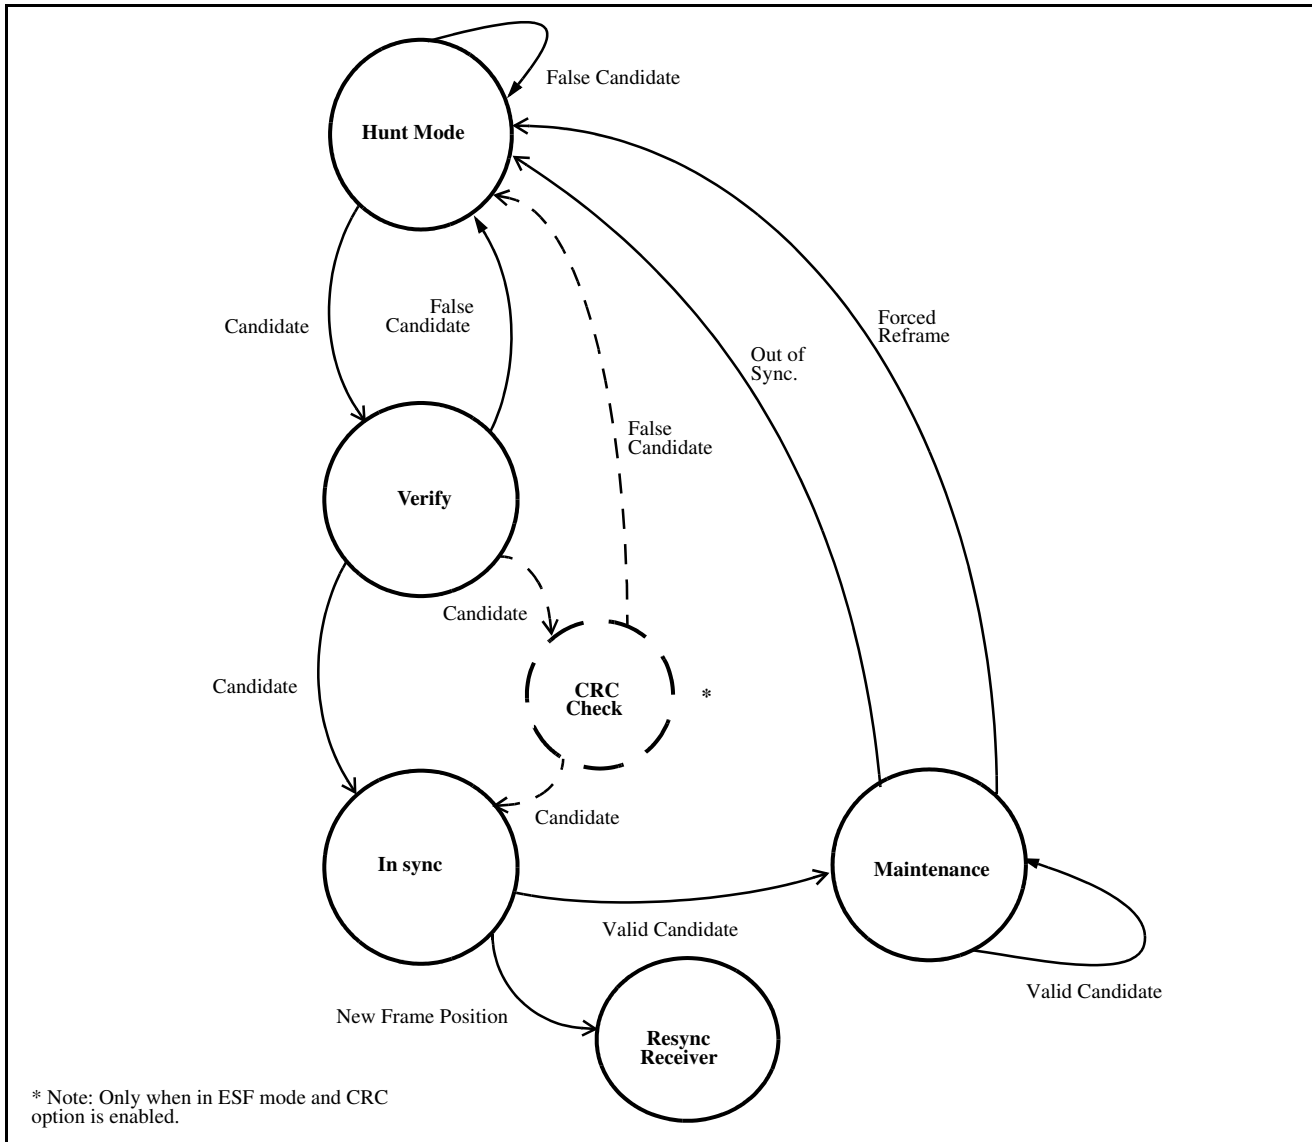 False Candidate
Hunt Mode
Candidate
False
Candidate
Forced
Reframe
Out of
Sync.
False
Candidate
Verify
Candidate
Candidate
CRC
Check
*
Candidate
In sync
Maintenance
Valid Candidate
Valid Candidate
New Frame Position
Resync
Receiver
* Note: Only when in ESF mode and CRC
option is enabled.